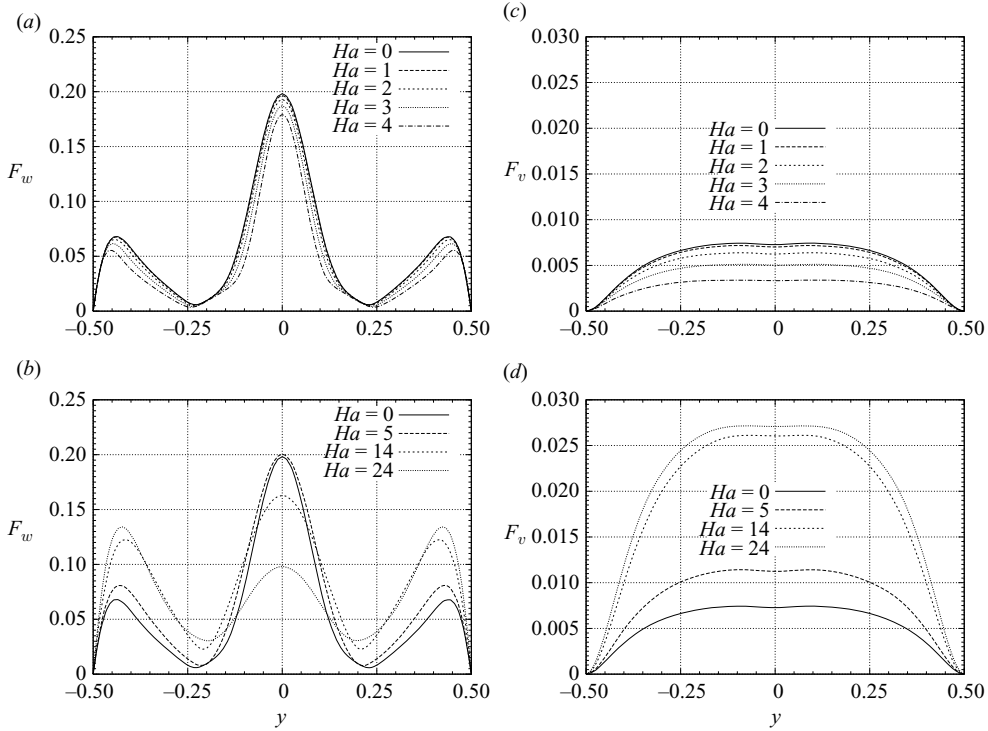 (a)
0.25
0.20
0.15
0.10
0.05
0
F_w
Ha = 0
Ha = 1
Ha = 2
Ha = 3
Ha = 4
−0.50
−0.25
0
0.25
0.50
(c)
0.030
0.025
0.020
0.015
0.010
0.005
0
F_v
Ha = 0
Ha = 1
Ha = 2
Ha = 3
Ha = 4
−0.50
−0.25
0
0.25
0.50
(b)
0.25
0.20
0.15
0.10
0.05
0
F_w
Ha = 0
Ha = 5
Ha = 14
Ha = 24
−0.50
−0.25
0
0.25
0.50
y
(d)
0.030
0.025
0.020
0.015
0.010
0.005
0
F_v
Ha = 0
Ha = 5
Ha = 14
Ha = 24
−0.50
−0.25
0
0.25
0.50
y